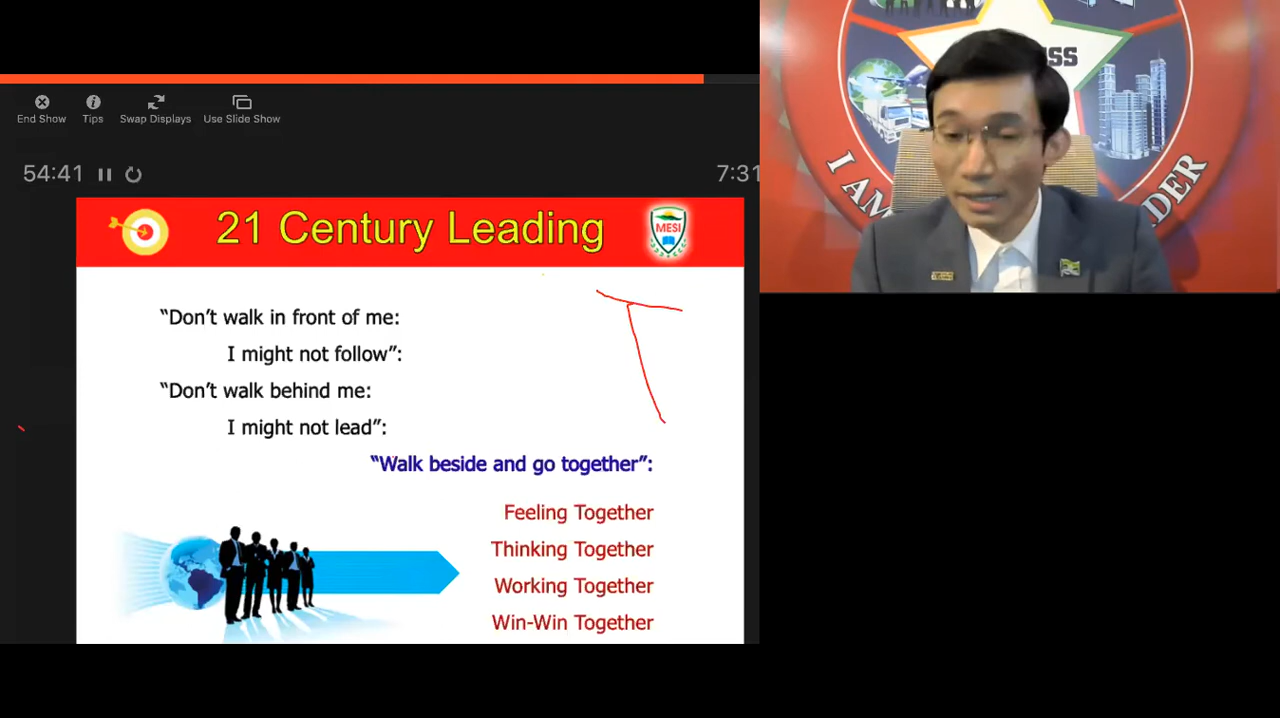 End Show
Tips
Swap Displays
Use Slide Show
54:41
7:31
21 Century Leading
MESI
“Don’t walk in front of me:
I might not follow”:
“Don’t walk behind me:
I might not lead”:
“Walk beside and go together”:
Feeling Together
Thinking Together
Working Together
Win-Win Together
I AM